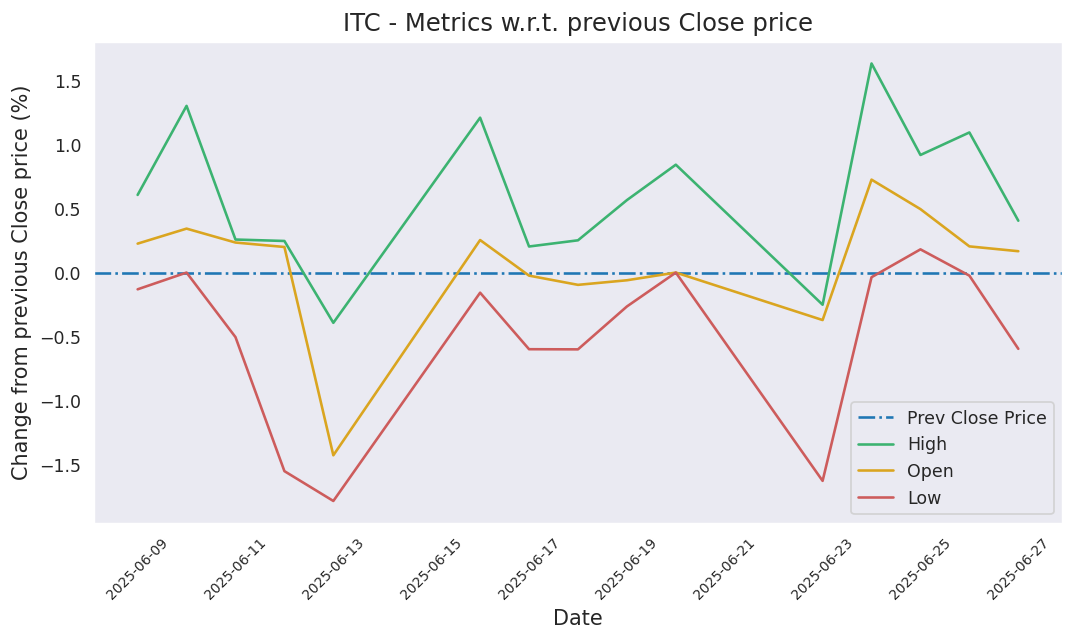 ITC - Metrics w.r.t. previous Close price
Change from previous Close price (%)
1.5
1.0
0.5
0.0
−0.5
−1.0
−1.5
Prev Close Price
High
Open
Low
2025-06-09
2025-06-11
2025-06-13
2025-06-15
2025-06-17
2025-06-19
2025-06-21
2025-06-23
2025-06-25
2025-06-27
Date